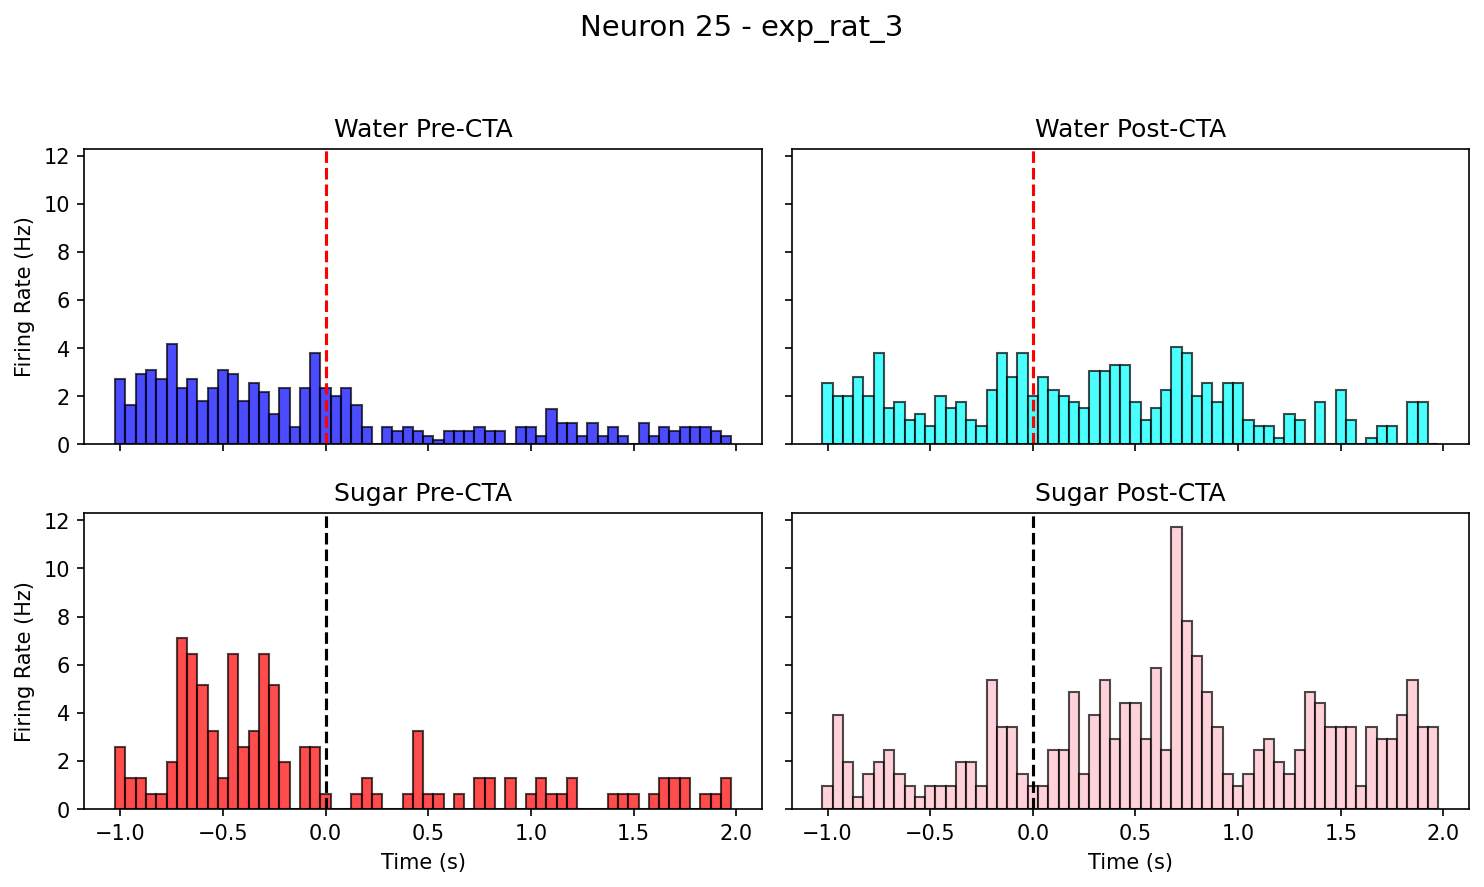 Neuron 25 - exp_rat_3
Water Pre-CTA
Water Post-CTA
Firing Rate (Hz)
12
10
8
6
4
2
0
Sugar Pre-CTA
Sugar Post-CTA
Firing Rate (Hz)
12
10
8
6
4
2
0
−1.0 −0.5 0.0 0.5 1.0 1.5 2.0
−1.0 −0.5 0.0 0.5 1.0 1.5 2.0
Time (s)
Time (s)